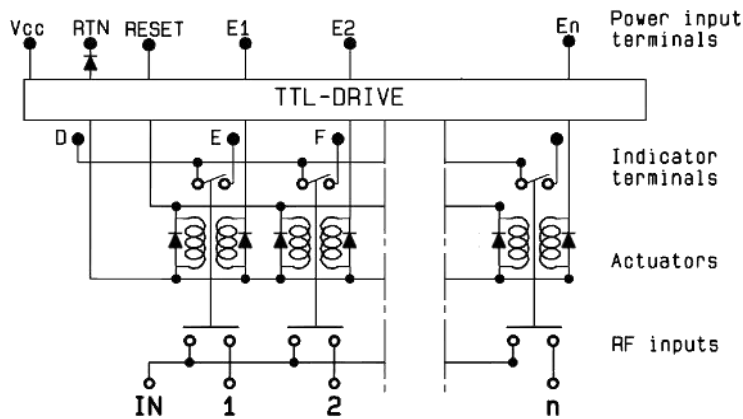 Vcc RTN RESET E1 E2 En Power input
terminals
TTL-DRIVE
D E F
Indicator
terminals
Actuators
RF inputs
IN 1 2 n